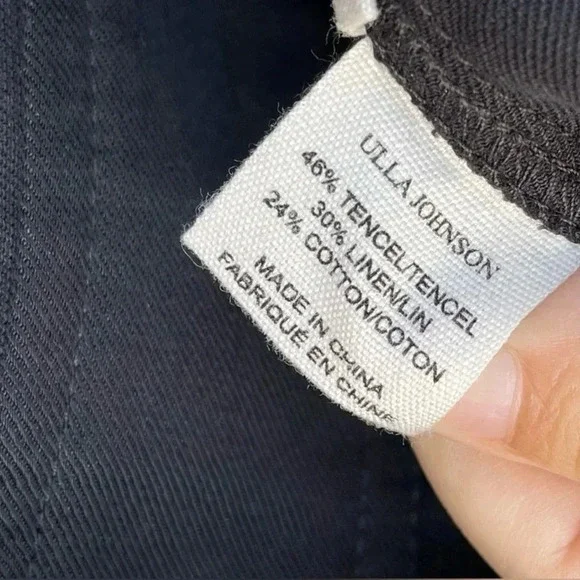 ULLA JOHNSON
46% TENCEL/TENCEL
30% LINEN/LIN
24% COTTON/COTON
MADE IN CHINA
FABRIQUÉ EN CHINE